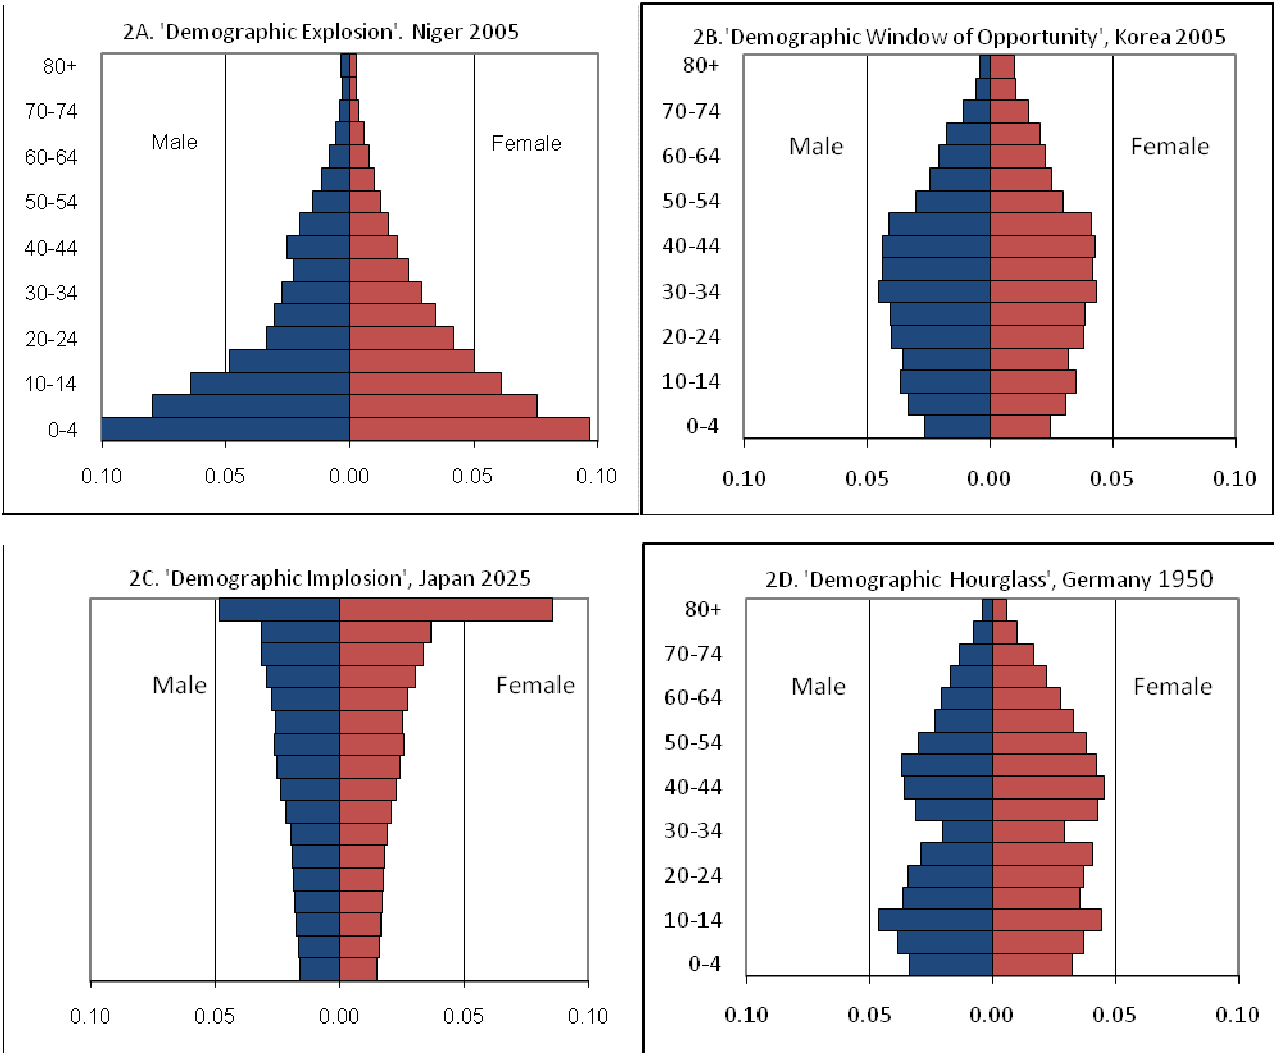 2A. 'Demographic Explosion'. Niger 2005
80+
70-74
60-64
50-54
40-44
30-34
20-24
10-14
0-4
Male
Female
0.10 0.05 0.00 0.05 0.10
2B.'Demographic Window of Opportunity', Korea 2005
80+
70-74
60-64
50-54
40-44
30-34
20-24
10-14
0-4
Male
Female
0.10 0.05 0.00 0.05 0.10
2C. 'Demographic Implosion', Japan 2025
Male
Female
0.10 0.05 0.00 0.05 0.10
2D. 'Demographic Hourglass', Germany 1950
80+
70-74
60-64
50-54
40-44
30-34
20-24
10-14
0-4
Male
Female
0.10 0.05 0.00 0.05 0.10